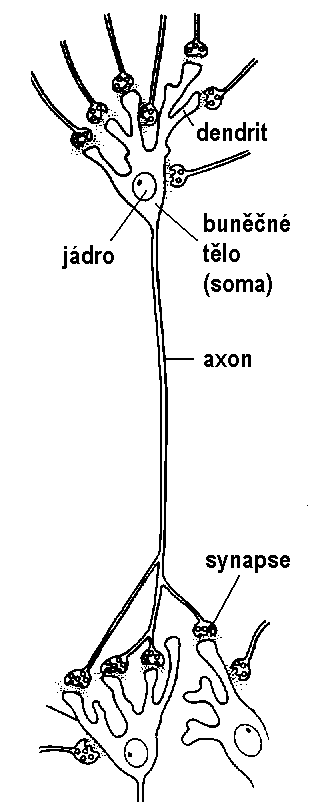 dendrit
buněčné
tělo
(soma)
jádro
axon
synapse